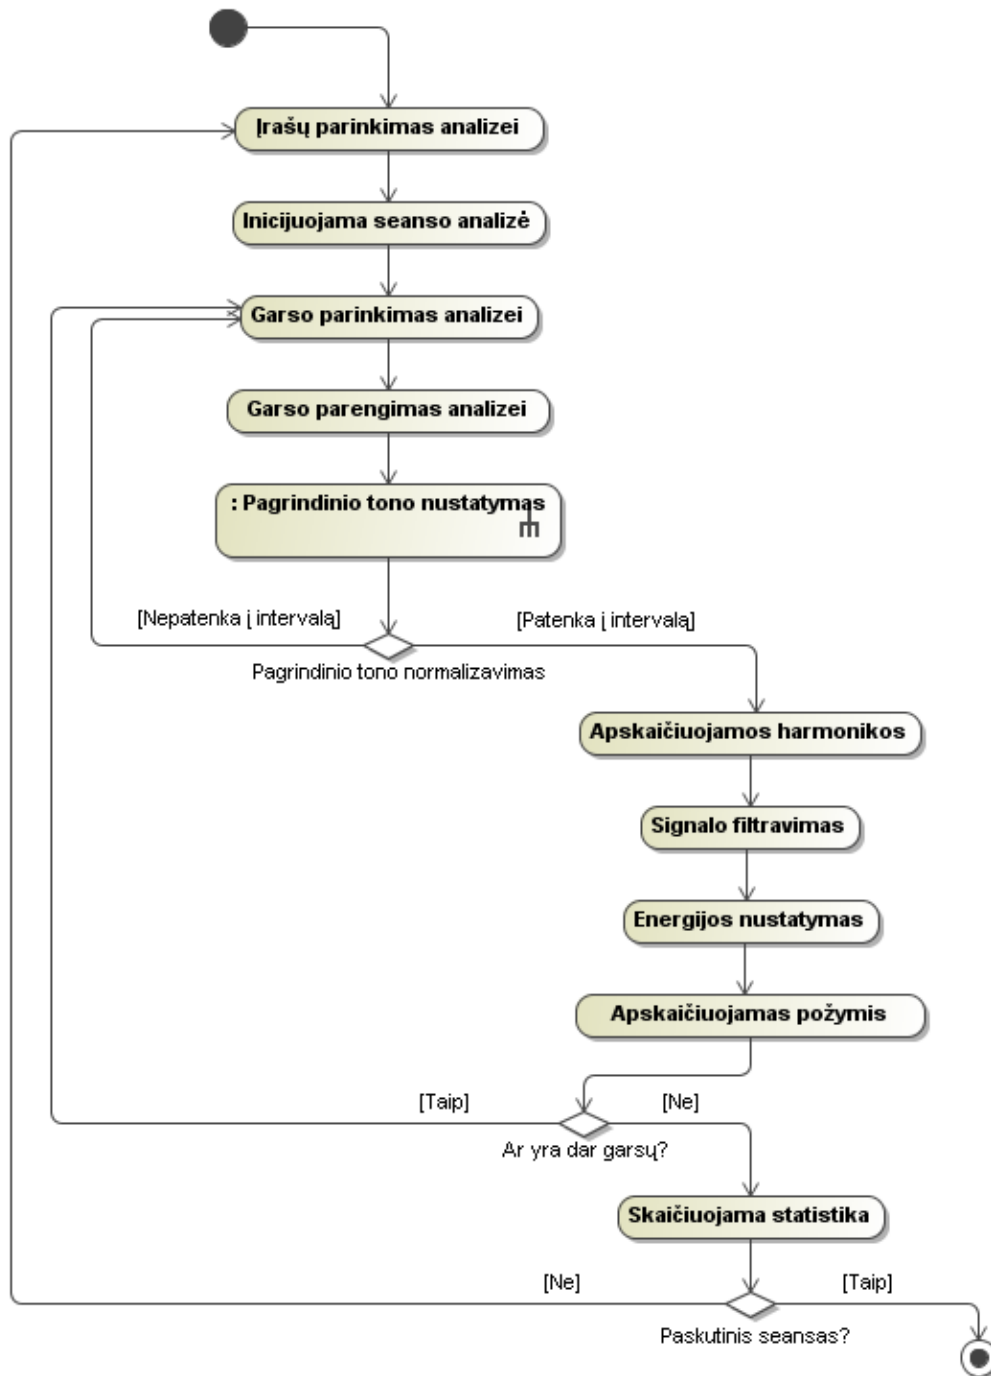 Įrašų parinkimas analizei
Inicijuojama seanso analizė
Garso parinkimas analizei
Garso parengimas analizei
: Pagrindinio tono nustatymas
[Nepatenka į intervalą]
[Patenka į intervalą]
Pagrindinio tono normalizavimas
Apskaičiuojamos harmonikos
Signalo filtravimas
Energijos nustatymas
Apskaičiuojamas požymis
[Taip]
[Ne]
Ar yra dar garsų?
Skaičiuojama statistika
[Ne]
[Taip]
Paskutinis seansas?